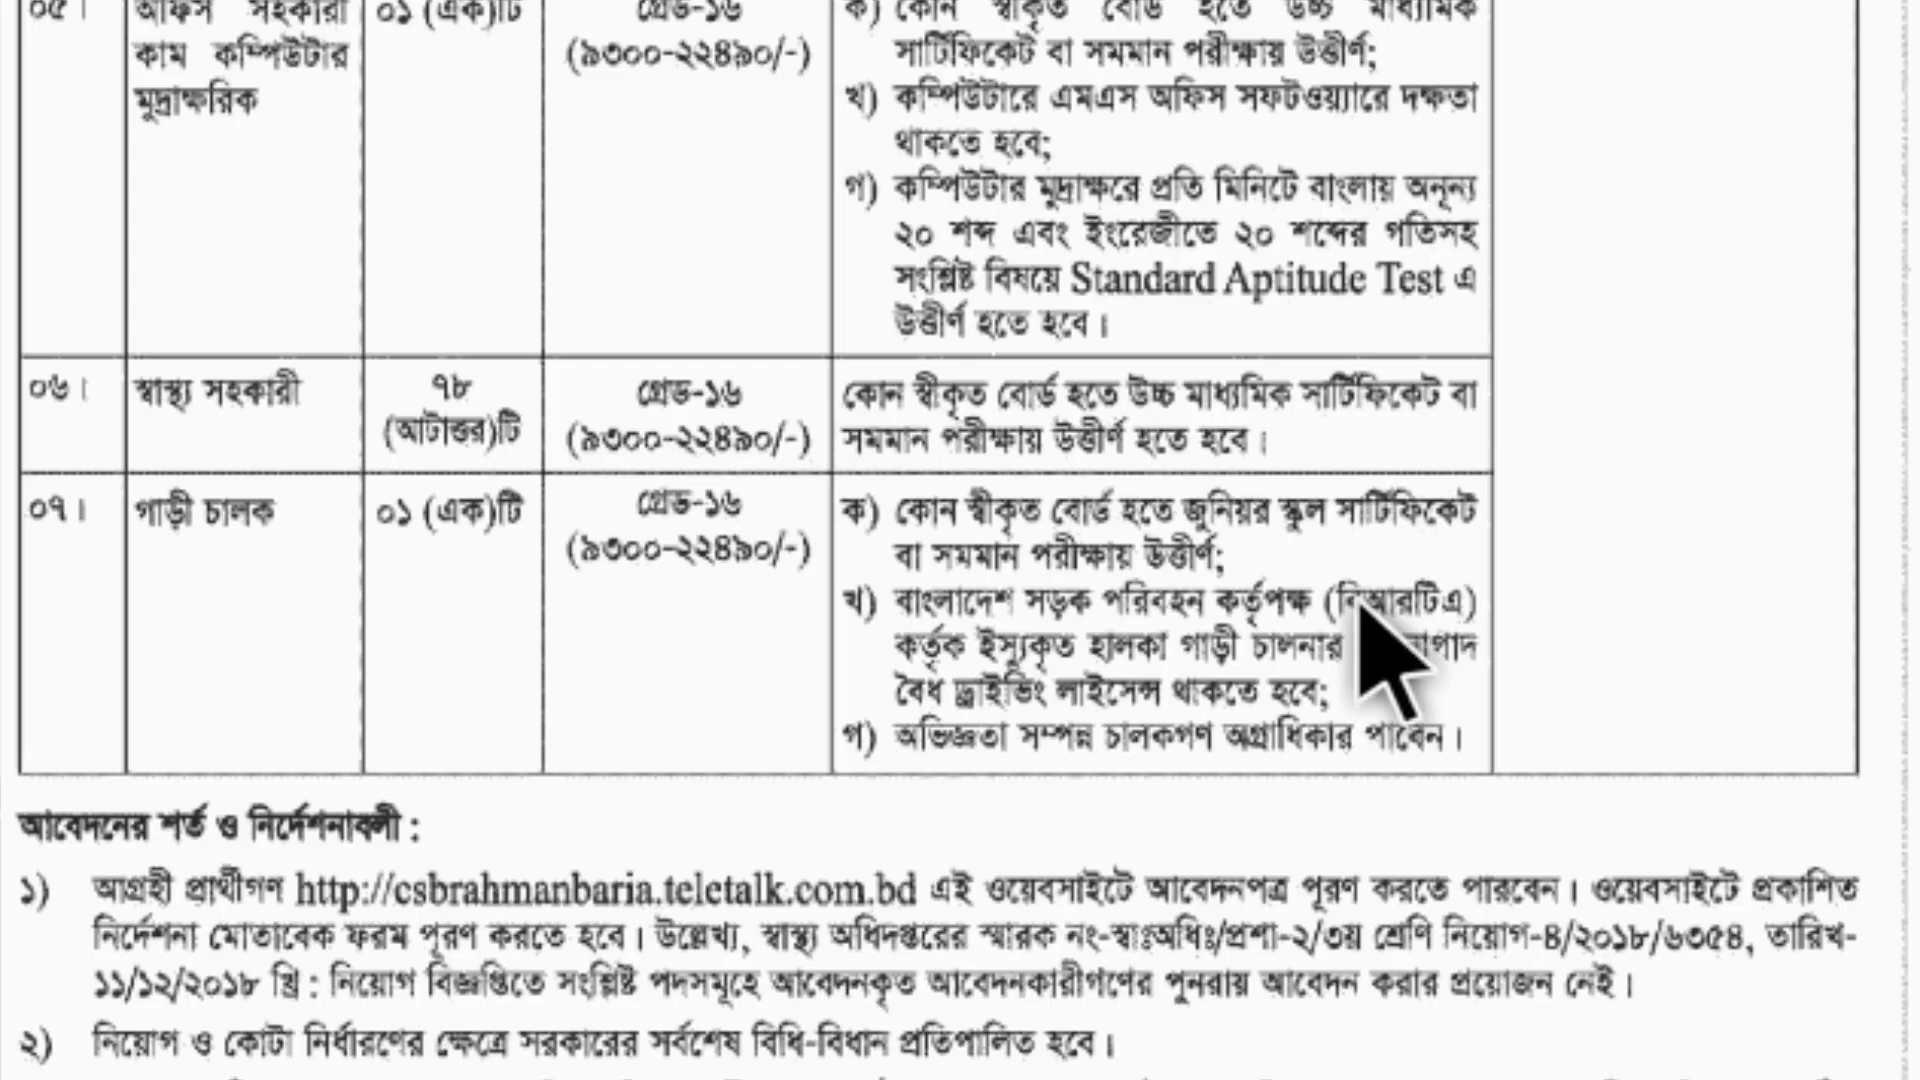 ০৫।
অফিস সহকারী
কাম কম্পিউটার
মুদ্রাক্ষরিক
০১ (এক)টি
গ্রেড-১৬
(৯৩০০-২২৪৯০/-)
ক) কোন স্বীকৃত বোর্ড হতে উচ্চ মাধ্যমিক
সার্টিফিকেট বা সমমান পরীক্ষায় উত্তীর্ণ;
খ) কম্পিউটারে এমএস অফিস সফটওয়্যারে দক্ষতা
থাকতে হবে;
গ) কম্পিউটার মুদ্রাক্ষরে প্রতি মিনিটে বাংলায় অনূন্য
২০ শব্দ এবং ইংরেজীতে ২০ শব্দের গতিসহ
সংশ্লিষ্ট বিষয়ে Standard Aptitude Test এ
উত্তীর্ণ হতে হবে।
০৬।
স্বাস্থ্য সহকারী
৭৮
(আটাত্তর)টি
গ্রেড-১৬
(৯৩০০-২২৪৯০/-)
কোন স্বীকৃত বোর্ড হতে উচ্চ মাধ্যমিক সার্টিফিকেট বা
সমমান পরীক্ষায় উত্তীর্ণ হতে হবে।
০৭।
গাড়ী চালক
০১ (এক)টি
গ্রেড-১৬
(৯৩০০-২২৪৯০/-)
ক) কোন স্বীকৃত বোর্ড হতে জুনিয়র স্কুল সার্টিফিকেট
বা সমমান পরীক্ষায় উত্তীর্ণ;
খ) বাংলাদেশ সড়ক পরিবহন কর্তৃপক্ষ (বিআরটিএ)
কর্তৃক ইস্যুকৃত হালকা গাড়ী চালনার
বৈধ ড্রাইভিং লাইসেন্স থাকতে হবে;
গ) অভিজ্ঞতা সম্পন্ন চালকগণ অগ্রাধিকার পাবেন।
আবেদনের শর্ত ও নির্দেশনাবলী :
১) আগ্রহী প্রার্থীগণ http://csbrahmanbaria.teletalk.com.bd এই ওয়েবসাইটে আবেদনপত্র পূরণ করতে পারবেন। ওয়েবসাইটে প্রকাশিত
নির্দেশনা মোতাবেক ফরম পূরণ করতে হবে। উল্লেখ্য, স্বাস্থ্য অধিদপ্তরের স্মারক নং-স্বাঃঅধিঃ/প্রশা-২/৩য় শ্রেণি নিয়োগ-৪/২০১৮/৬৩৫৪, তারিখ-
১১/১২/২০১৮ খ্রি : নিয়োগ বিজ্ঞপ্তিতে সংশ্লিষ্ট পদসমূহে আবেদনকৃত আবেদনকারীগণের পুনরায় আবেদন করার প্রয়োজন নেই।
২) নিয়োগ ও কোটা নির্ধারণের ক্ষেত্রে সরকারের সর্বশেষ বিধি-বিধান প্রতিপালিত হবে।